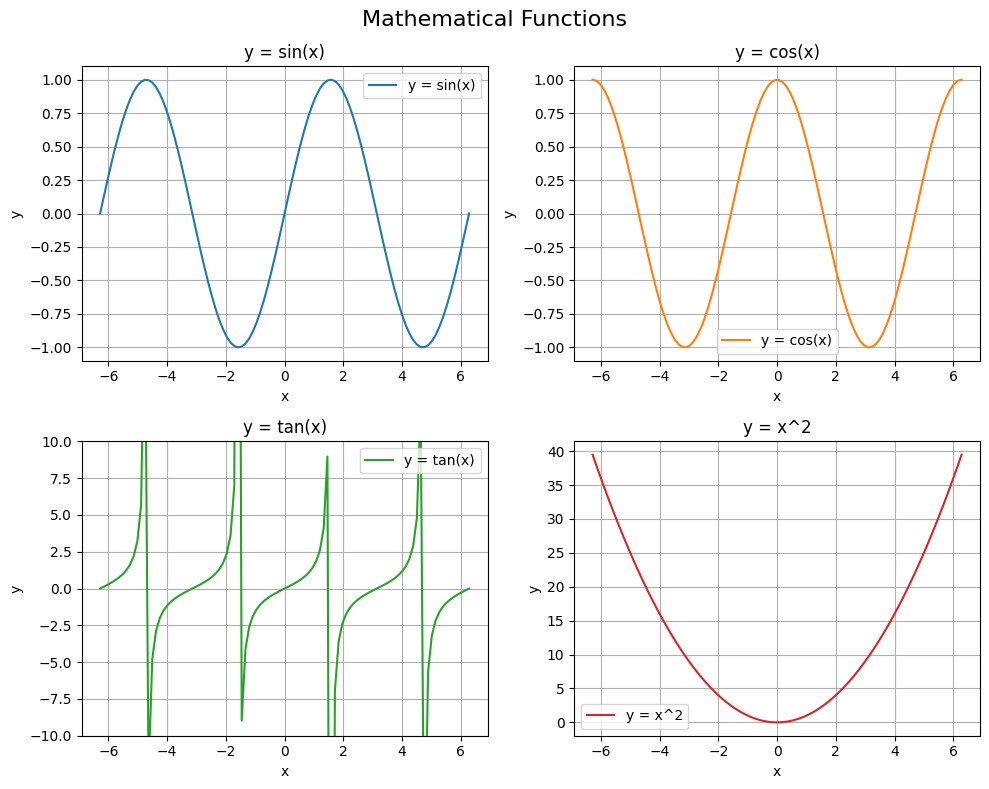 Mathematical Functions
y = sin(x)
y = sin(x)
1.00
0.75
0.50
0.25
0.00
−0.25
−0.50
−0.75
−1.00
y
−6 −4 −2 0 2 4 6
x
y = cos(x)
1.00
0.75
0.50
0.25
0.00
−0.25
−0.50
−0.75
−1.00
y
y = cos(x)
−6 −4 −2 0 2 4 6
x
y = tan(x)
y = tan(x)
10.0
7.5
5.0
2.5
0.0
−2.5
−5.0
−7.5
−10.0
y
−6 −4 −2 0 2 4 6
x
y = x^2
40
35
30
25
20
15
10
5
0
y
y = x^2
−6 −4 −2 0 2 4 6
x